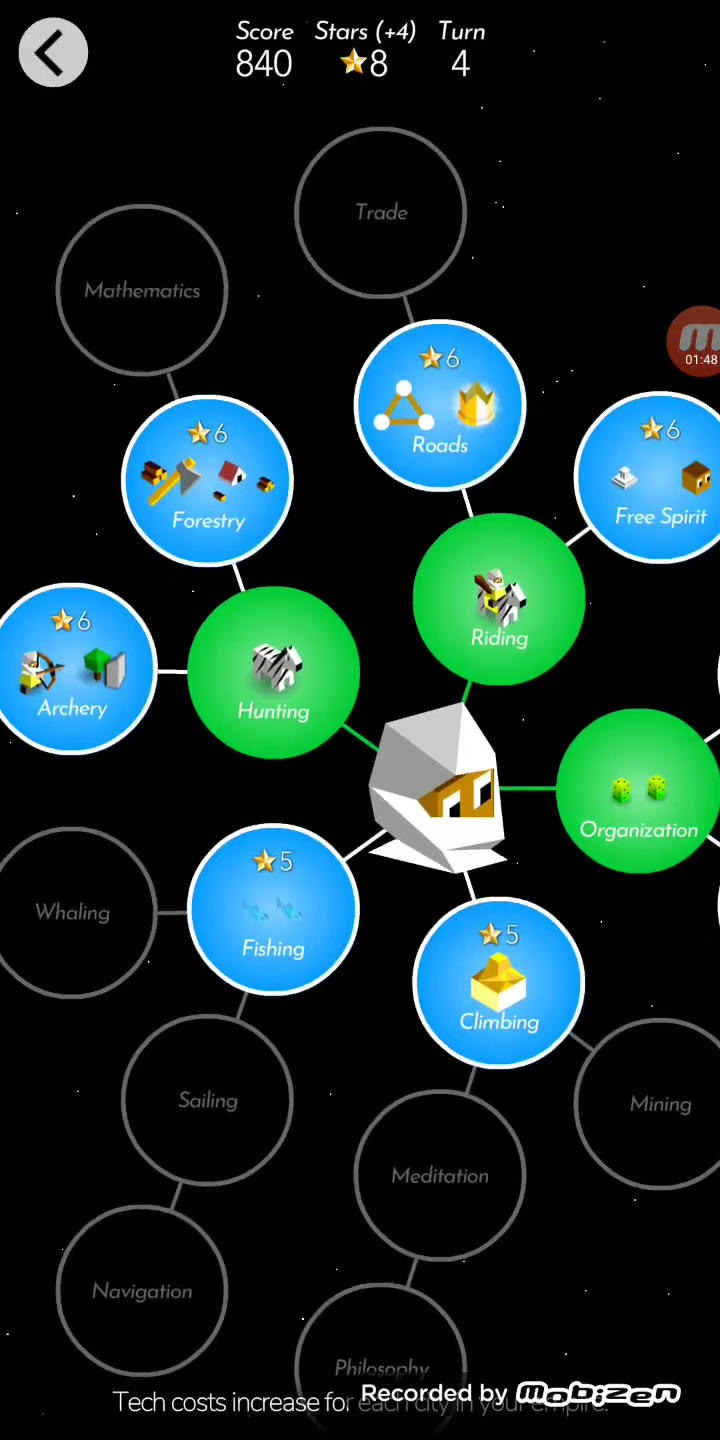 Score Stars (+4) Turn
840 8 4
Trade
Mathematics
6
Roads
6
Forestry
6
Free Spirit
01:48
Riding
6
Archery
Hunting
Organization
5
Fishing
Whaling
5
Climbing
Sailing
Mining
Meditation
Navigation
Philosophy
Recorded by mobizen
Tech costs increase for each city in your empire.